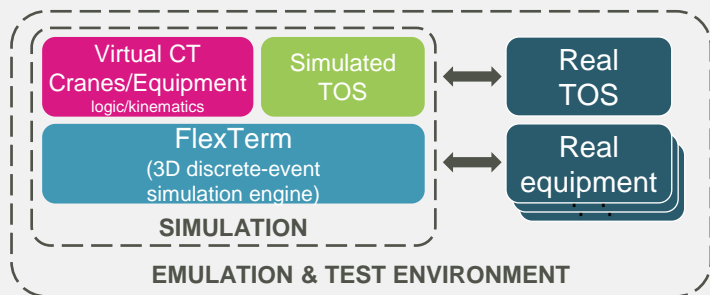 Virtual CT
Cranes/Equipment
logic/kinematics
Simulated
TOS
Real
TOS
FlexTerm
(3D discrete-event
simulation engine)
Real
equipment
SIMULATION
EMULATION & TEST ENVIRONMENT